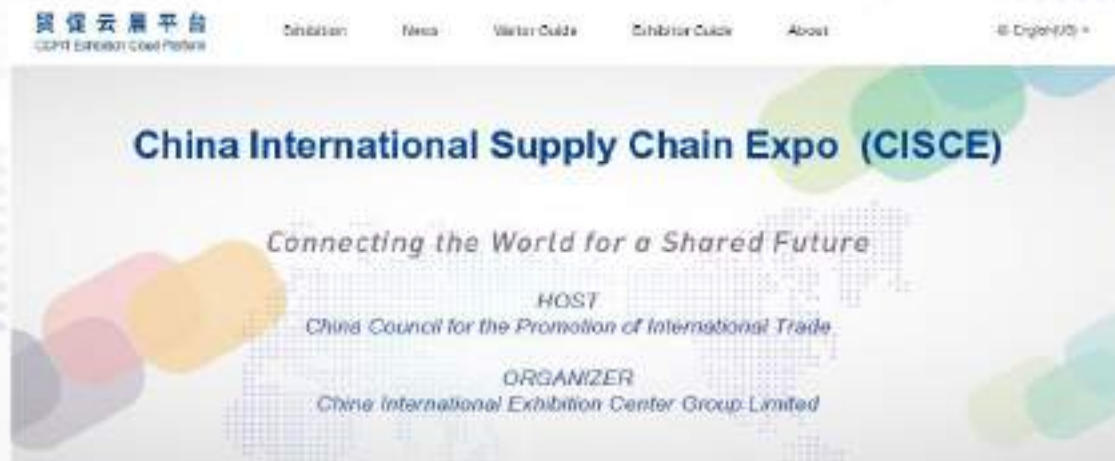 贸促云展平台
CCPIT Exhibition Cloud Platform
Exhibition News Visitor Guide Exhibitor Guide About
English(US)
China International Supply Chain Expo (CISCE)
Connecting the World for a Shared Future
HOST
China Council for the Promotion of International Trade
ORGANIZER
China International Exhibition Center Group Limited